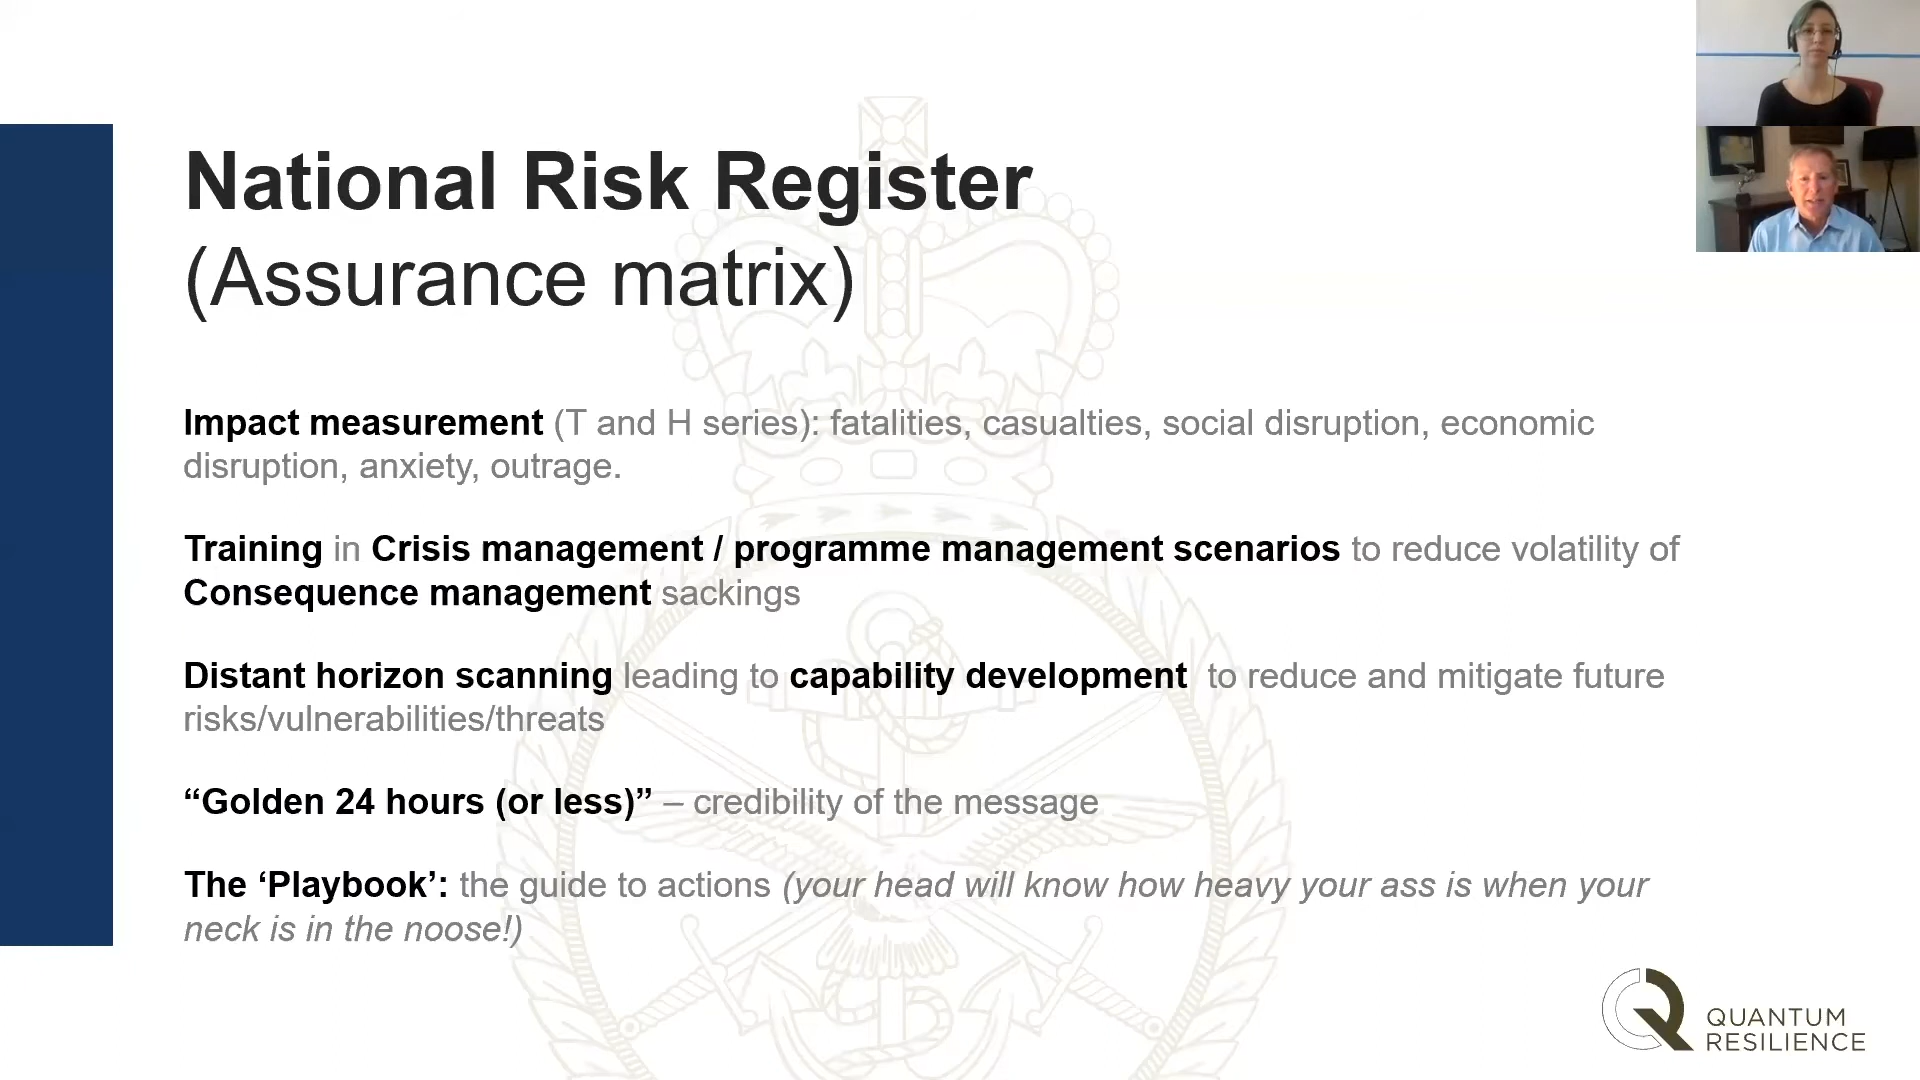 National Risk Register
(Assurance matrix)
Impact measurement (T and H series): fatalities, casualties, social disruption, economic
disruption, anxiety, outrage.
Training in Crisis management / programme management scenarios to reduce volatility of
Consequence management sackings
Distant horizon scanning leading to capability development to reduce and mitigate future
risks/vulnerabilities/threats
“Golden 24 hours (or less)” – credibility of the message
The ‘Playbook’: the guide to actions (your head will know how heavy your ass is when your
neck is in the noose!)
QUANTUM
RESILIENCE